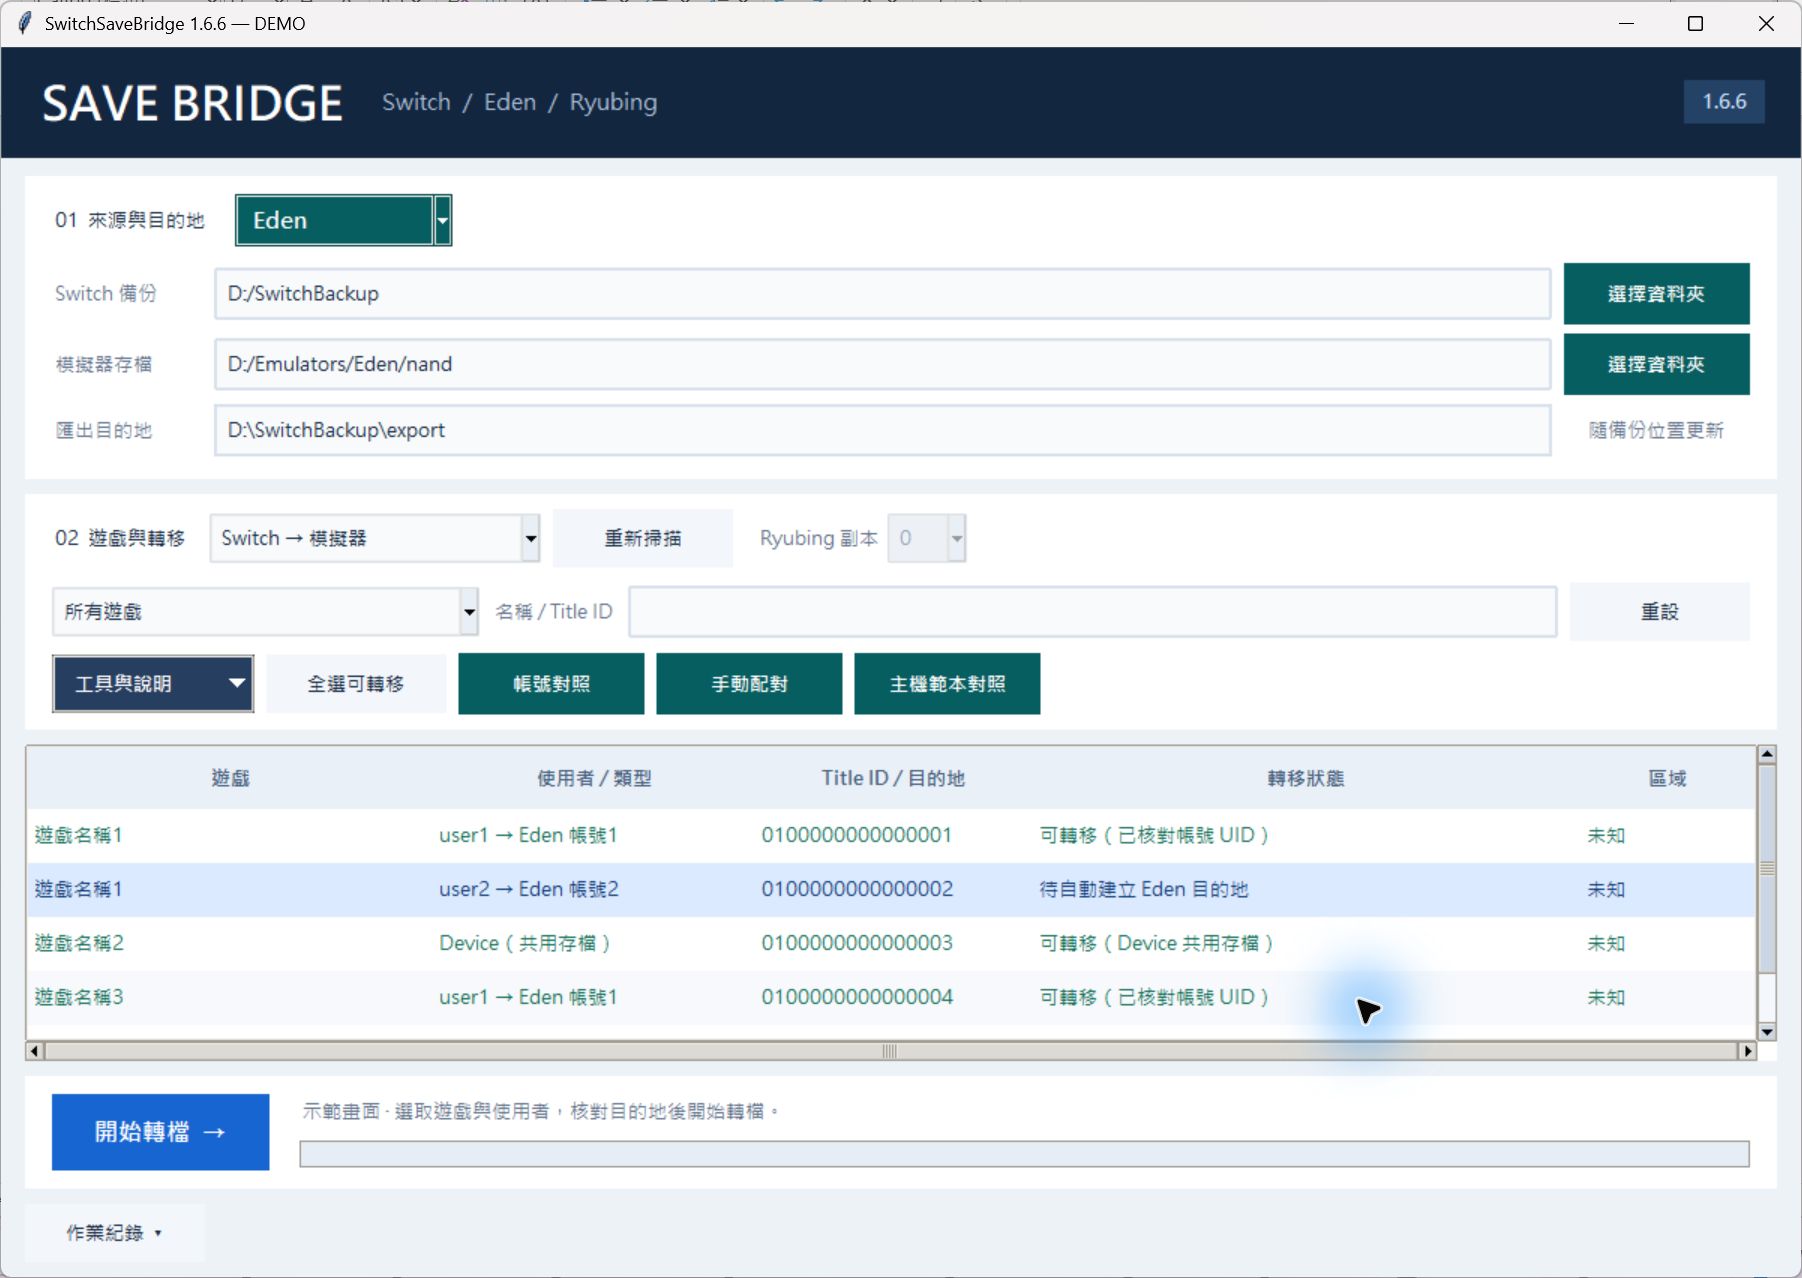 SwitchSaveBridge 1.6.6 — DEMO
SAVE BRIDGE Switch / Eden / Ryubing 1.6.6
01 來源與目的地 Eden
Switch 備份 D:/SwitchBackup 選擇資料夾
模擬器存檔 D:/Emulators/Eden/nand 選擇資料夾
匯出目的地 D:\SwitchBackup\export 隨備份位置更新
02 遊戲與轉移 Switch → 模擬器 重新掃描 Ryubing 副本 0
所有遊戲 名稱 / Title ID 重設
工具與說明 全選可轉移 帳號對照 手動配對 主機範本對照
遊戲 使用者 / 類型 Title ID / 目的地 轉移狀態 區域
遊戲名稱1 user1 → Eden 帳號1 0100000000000001 可轉移（已核對帳號 UID） 未知
遊戲名稱1 user2 → Eden 帳號2 0100000000000002 待自動建立 Eden 目的地 未知
遊戲名稱2 Device（共用存檔） 0100000000000003 可轉移（Device 共用存檔） 未知
遊戲名稱3 user1 → Eden 帳號1 0100000000000004 可轉移（已核對帳號 UID） 未知
開始轉檔 → 示範畫面 · 選取遊戲與使用者，核對目的地後開始轉檔。
作業紀錄 ▾